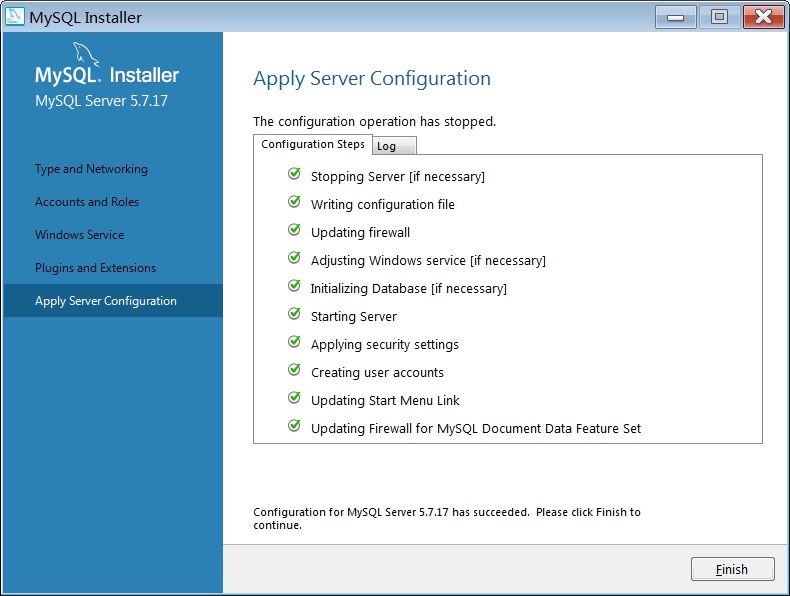 MySQL Installer
MySQL® Installer
MySQL Server 5.7.17
Type and Networking
Accounts and Roles
Windows Service
Plugins and Extensions
Apply Server Configuration
Apply Server Configuration
The configuration operation has stopped.
Configuration Steps Log
Stopping Server [if necessary]
Writing configuration file
Updating firewall
Adjusting Windows service [if necessary]
Initializing Database [if necessary]
Starting Server
Applying security settings
Creating user accounts
Updating Start Menu Link
Updating Firewall for MySQL Document Data Feature Set
Configuration for MySQL Server 5.7.17 has succeeded. Please click Finish to
continue.
Finish